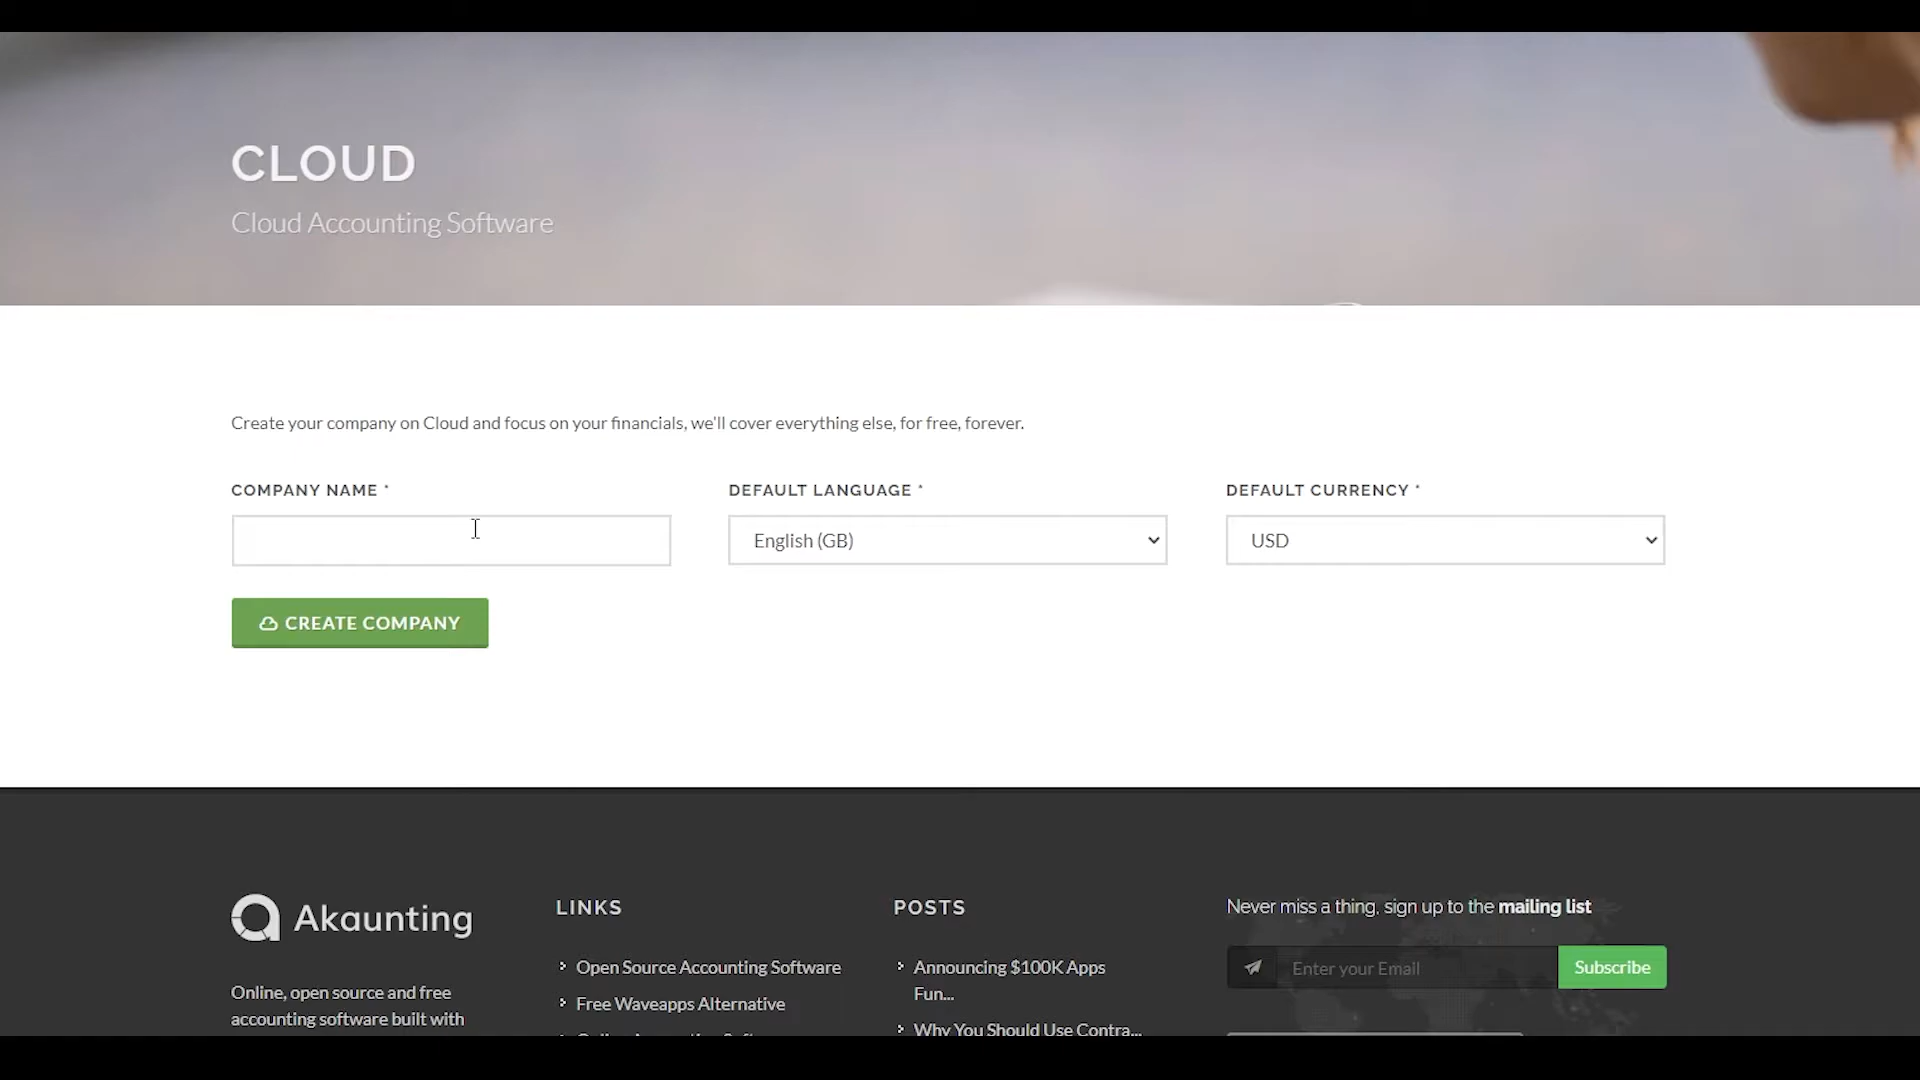 CLOUD
Cloud Accounting Software
Create your company on Cloud and focus on your financials, we'll cover everything else, for free, forever.
COMPANY NAME *
DEFAULT LANGUAGE *
DEFAULT CURRENCY *
English (GB)
USD
CREATE COMPANY
Akaunting
Online, open source and free
accounting software built with
LINKS
Open Source Accounting Software
Free Waveapps Alternative
POSTS
Announcing $100K Apps
Fun...
Why You Should Use Contra...
Never miss a thing, sign up to the mailing list
Enter your Email
Subscribe